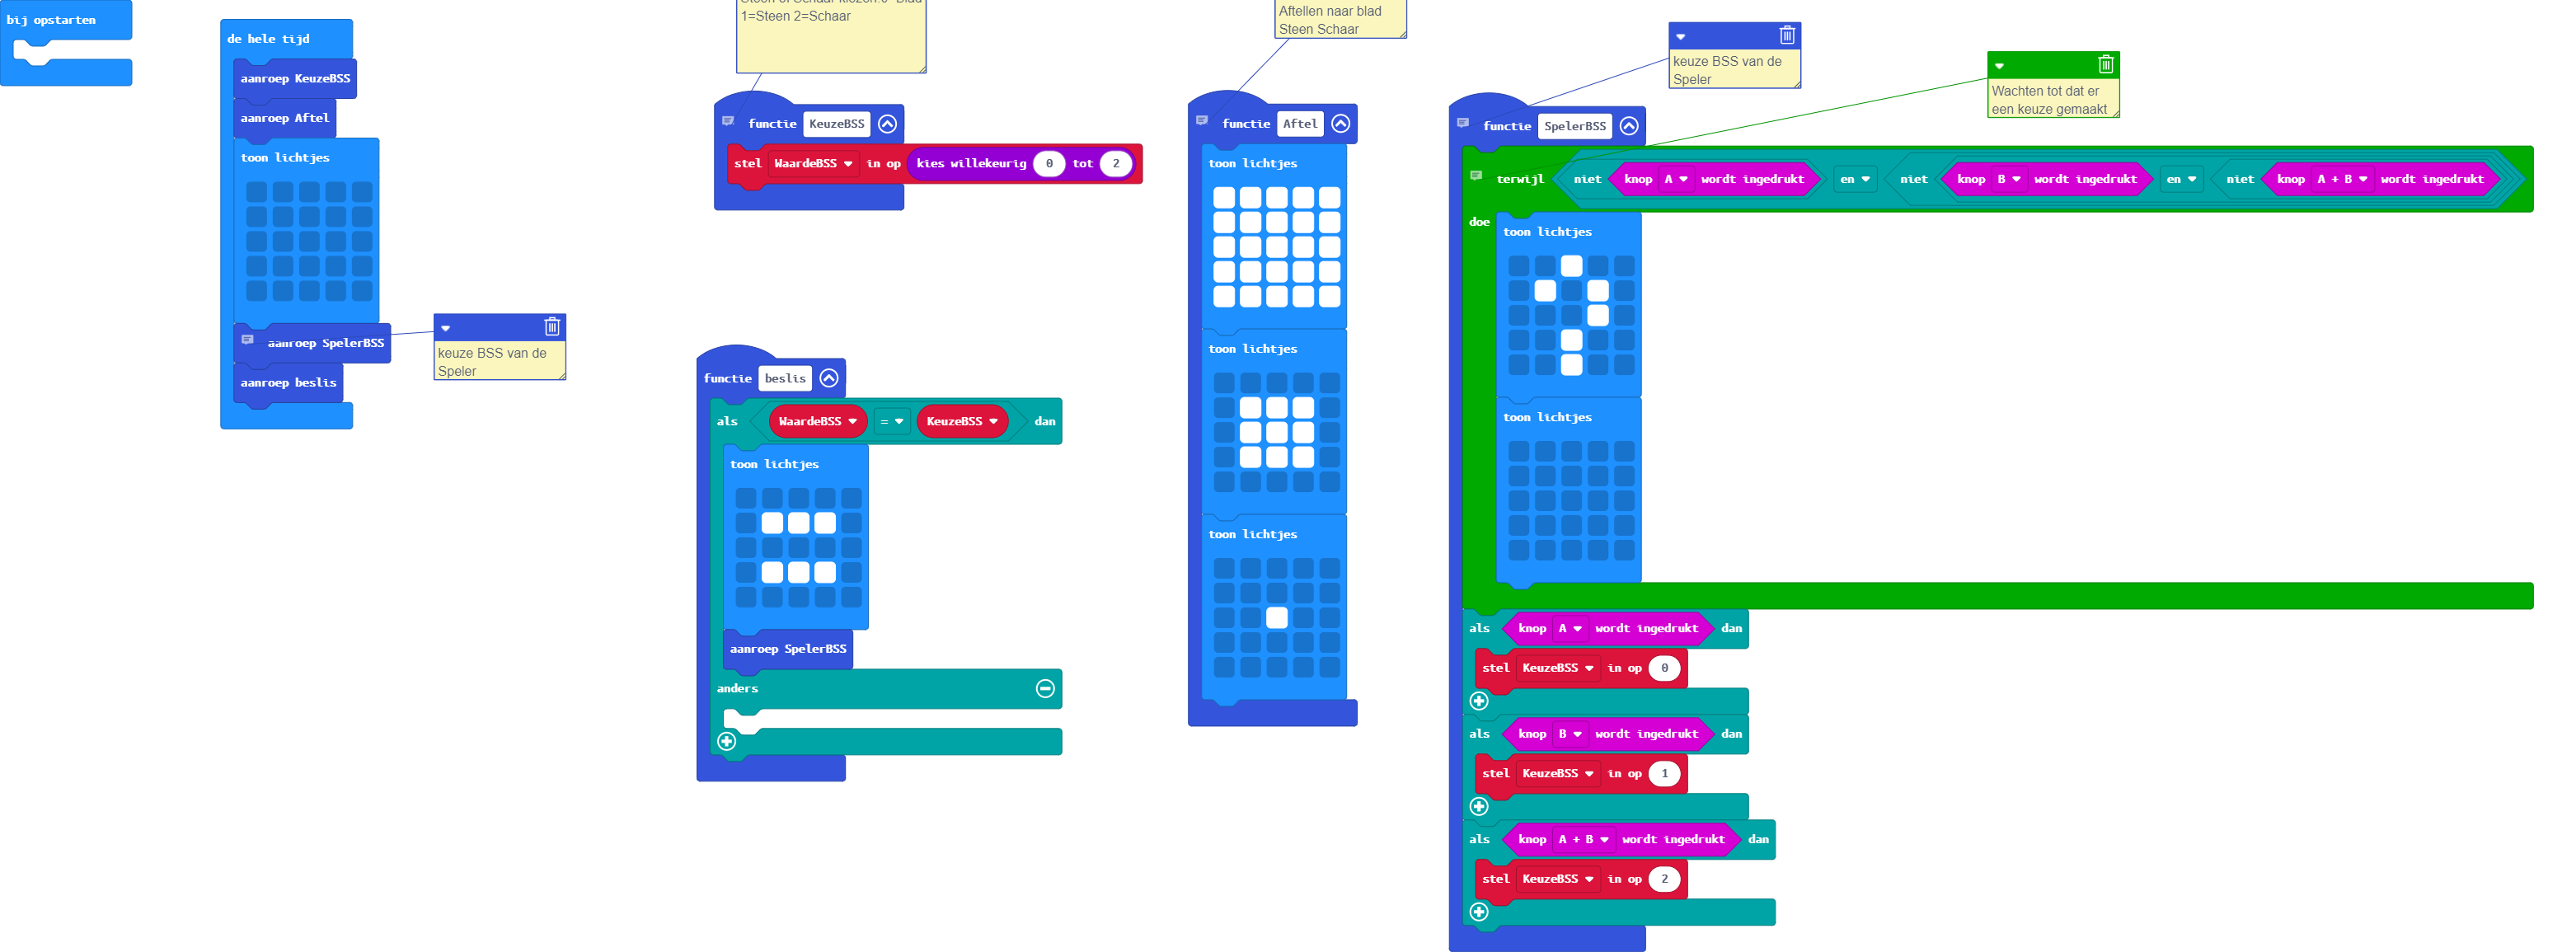 bij opstarten
de hele tijd
aanroep KeuzeBSS
aanroep Aftel
toon lichtjes
aanroep SpelerBSS
aanroep beslis
keuze BSS van de
Speler
1=Steen 2=Schaar
functie KeuzeBSS
stel WaardeBSS in op kies willekeurig 0 tot 2
functie beslis
als WaardeBSS = KeuzeBSS dan
toon lichtjes
aanroep SpelerBSS
anders
Aftellen naar blad
Steen Schaar
functie Aftel
toon lichtjes
toon lichtjes
toon lichtjes
keuze BSS van de
Speler
Wachten tot dat er
een keuze gemaakt
functie SpelerBSS
terwijl niet knop A wordt ingedrukt en niet knop B wordt ingedrukt en niet knop A + B wordt ingedrukt
doe
toon lichtjes
toon lichtjes
als knop A wordt ingedrukt dan
stel KeuzeBSS in op 0
als knop B wordt ingedrukt dan
stel KeuzeBSS in op 1
als knop A + B wordt ingedrukt dan
stel KeuzeBSS in op 2